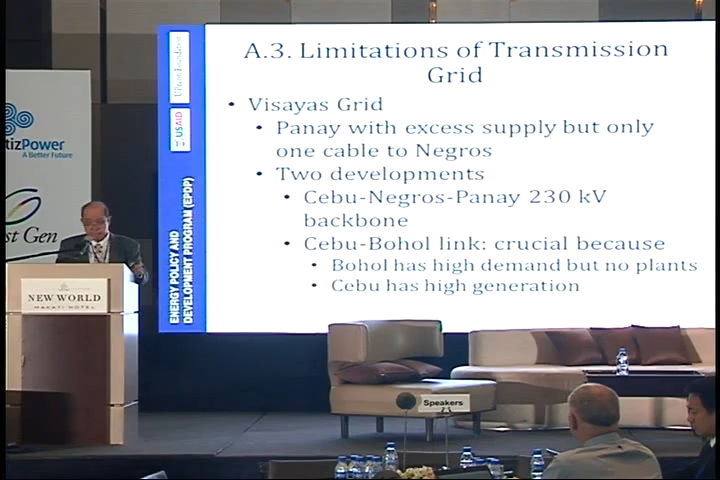 A.3. Limitations of Transmission
Grid
• Visayas Grid
• Panay with excess supply but only
one cable to Negros
• Two developments
• Cebu-Negros-Panay 230 kV
backbone
• Cebu-Bohol link: crucial because
• Bohol has high demand but no plants
• Cebu has high generation
USAID
ENERGY POLICY AND
DEVELOPMENT PROGRAM (EPDP)
tizPower
A Better Future
st Gen
NEW WORLD
MAKATI HOTEL
Speakers